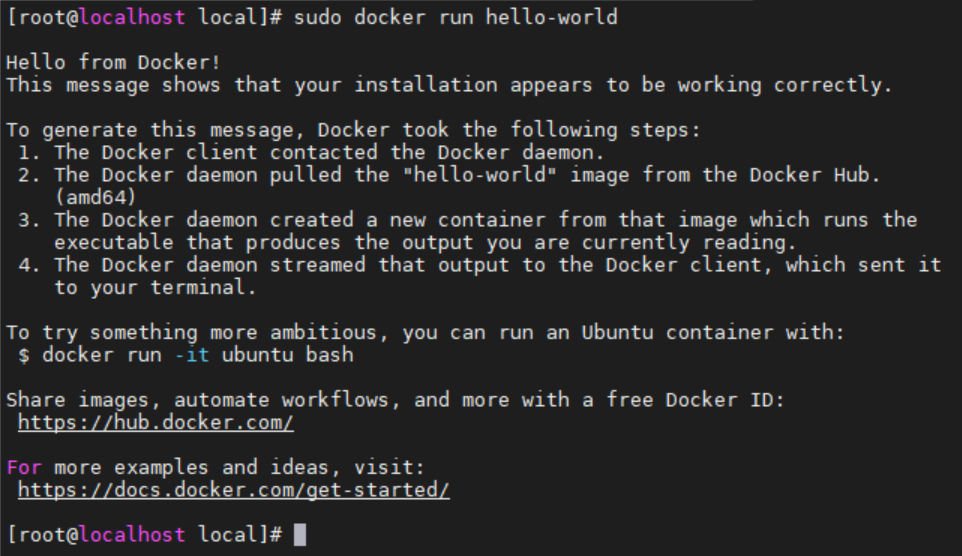 [root@localhost local]# sudo docker run hello-world
Hello from Docker!
This message shows that your installation appears to be working correctly.
To generate this message, Docker took the following steps:
1. The Docker client contacted the Docker daemon.
2. The Docker daemon pulled the "hello-world" image from the Docker Hub.
(amd64)
3. The Docker daemon created a new container from that image which runs the
executable that produces the output you are currently reading.
4. The Docker daemon streamed that output to the Docker client, which sent it
to your terminal.
To try something more ambitious, you can run an Ubuntu container with:
$ docker run -it ubuntu bash
Share images, automate workflows, and more with a free Docker ID:
https://hub.docker.com/
For more examples and ideas, visit:
https://docs.docker.com/get-started/
[root@localhost local]#